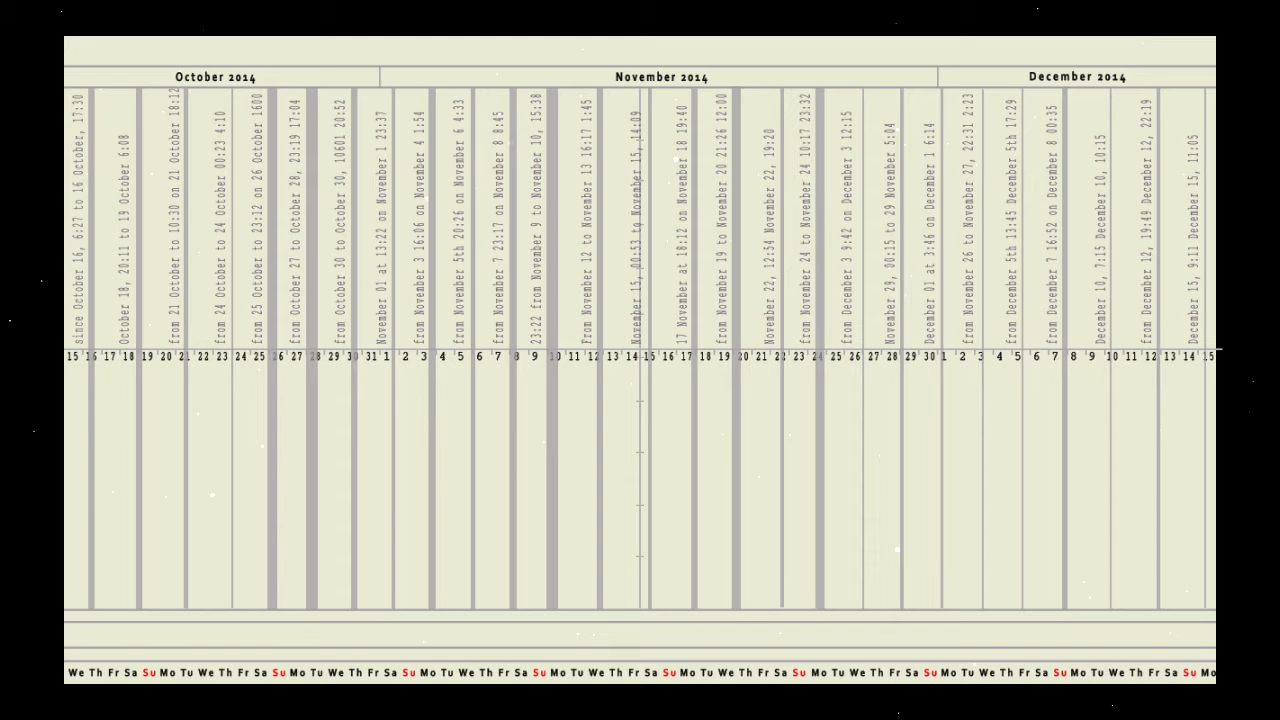 October 2014
November 2014
December 2014
since October 16, 6:27 to 16 October, 17:30
October 18, 20:11 to 19 October 6:08
from 21 October to 10:30 on 21 October 18:12
from 24 October to 24 October 00:23 4:10
from 25 October to 23:12 on 26 October 1600
from October 27 to October 28, 23:19 17:04
from October 30 to October 30, 10601 20:52
November 01 at 13:22 on November 1 23:37
from November 3 16:06 on November 4 1:54
from November 5th 20:26 on November 6 4:33
from November 7 23:17 on November 8 8:45
23:22 from November 9 to November 10, 15:38
From November 12 to November 13 16:17 1:45
November 15, 00:53 to November 15, 14:09
17 November at 18:12 on November 18 19:40
from November 19 to November 20 21:26 12:00
November 22, 12:54 November 22, 19:20
from November 24 to November 24 10:17 23:32
from December 3 9:42 on December 3 12:15
November 29, 00:15 to 29 November 5:04
December 01 at 3:46 on December 1 6:14
from November 26 to November 27, 22:31 2:23
from December 5th 13:45 December 5th 17:29
from December 7 16:52 on December 8 00:35
December 10, 7:15 December 10, 10:15
from December 12, 19:49 December 12, 22:19
December 15, 9:11 December 15, 11:05
15 16 17 18 19 20 21 22 23 24 25 26 27 28 29 30 31 1 2 3 4 5 6 7 8 9 10 11 12 13 14 15 16 17 18 19 20 21 22 23 24 25 26 27 28 29 30 1 2 3 4 5 6 7 8 9 10 11 12 13 14 15
We Th Fr Sa Su Mo Tu We Th Fr Sa Su Mo Tu We Th Fr Sa Su Mo Tu We Th Fr Sa Su Mo Tu We Th Fr Sa Su Mo Tu We Th Fr Sa Su Mo Tu We Th Fr Sa Su Mo Tu We Th Fr Sa Su Mo Tu We Th Fr Sa Su Mo